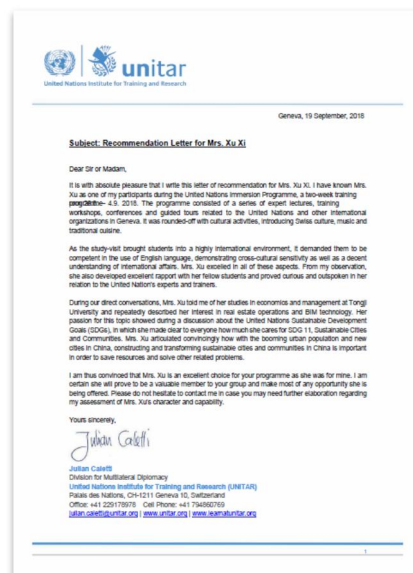 unitar
United Nations Institute for Training and Research
Geneva, 19 September, 2018
Subject: Recommendation Letter for Mrs. Xu Xi
Dear Sir or Madam,
It is with absolute pleasure that I write this letter of recommendation for Mrs. Xu Xi. I have known Mrs.
Xu as one of my participants during the United Nations Immersion Programme, a two-week training
– 4.9. 2018. The programme consisted of a series of expert lectures, training
workshops, conferences and guided tours related to the United Nations and other international
organizations in Geneva. It was rounded-off with cultural activities, introducing Swiss culture, music and
traditional cuisine.
As the study-visit brought students into a highly international environment, it demanded them to be
competent in the use of English language, demonstrating cross-cultural sensitivity as well as a decent
understanding of international affairs. Mrs. Xu excelled in all of these aspects. From my observation,
she also developed excellent rapport with her fellow students and proved curious and outspoken in her
relation to the United Nation's experts and trainers.
During our direct conversations, Mrs. Xu told me of her studies in economics and management at Tongji
University and repeatedly described her interest in real estate operations and BIM technology. Her
passion for this topic showed during a discussion about the United Nations Sustainable Development
Goals (SDGs), in which she made clear to everyone how much she cares for SDG 11, Sustainable Cities
and Communities. Mrs. Xu articulated convincingly how with the booming urban population and new
cities in China, constructing and transforming sustainable cities and communities in China is important
in order to save resources and solve other related problems.
I am thus convinced that Mrs. Xu is an excellent choice for your programme as she was for mine. I am
certain she will prove to be a valuable member to your group and make most of any opportunity she is
being offered. Please do not hesitate to contact me in case you may need further elaboration regarding
my assessment of Mrs. Xu's character and capability.
Yours sincerely,
Julian Caletti
Julian Caletti
Division for Multilateral Diplomacy
United Nations Institute for Training and Research (UNITAR)
Palais des Nations, CH-1211 Geneva 10, Switzerland
Office: +41 229178978 Cell Phone: +41 794860769
julian.caletti@unitar.org | www.unitar.org | www.learnatunitar.org
1